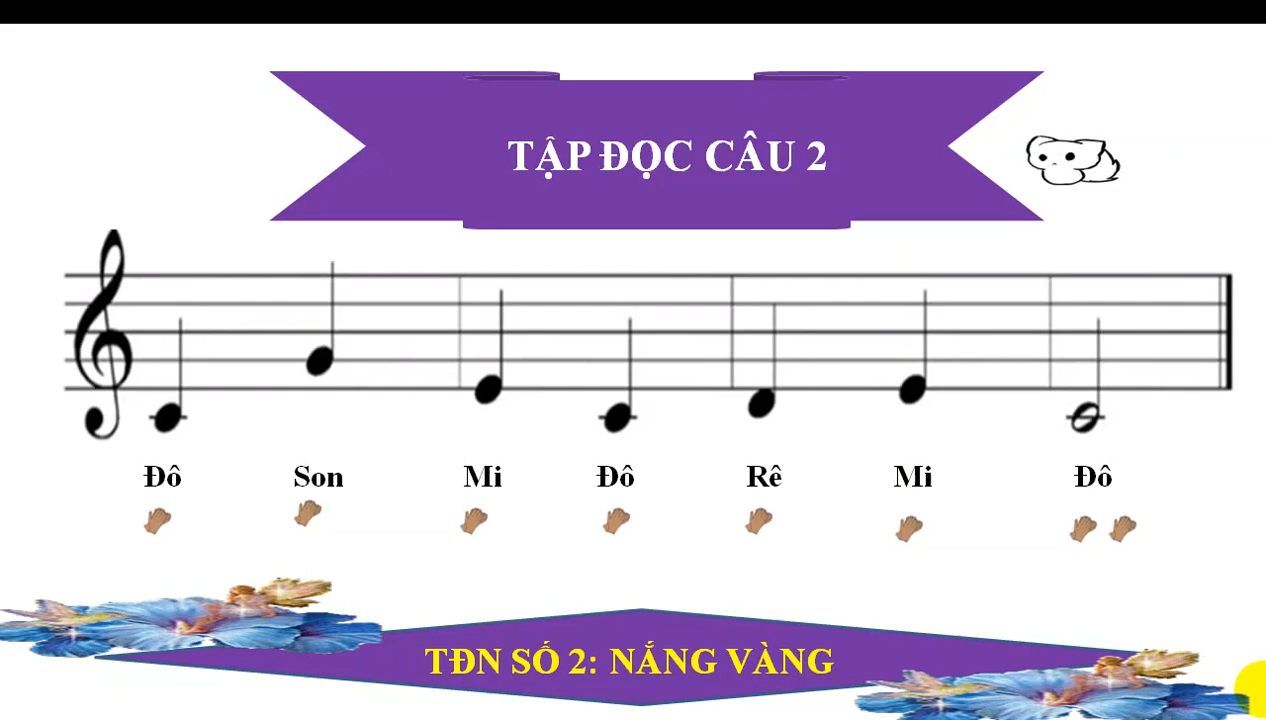 TẬP ĐỌC CÂU 2
Đô Son Mi Đô Rê Mi Đô
TĐN SỐ 2: NẮNG VÀNG